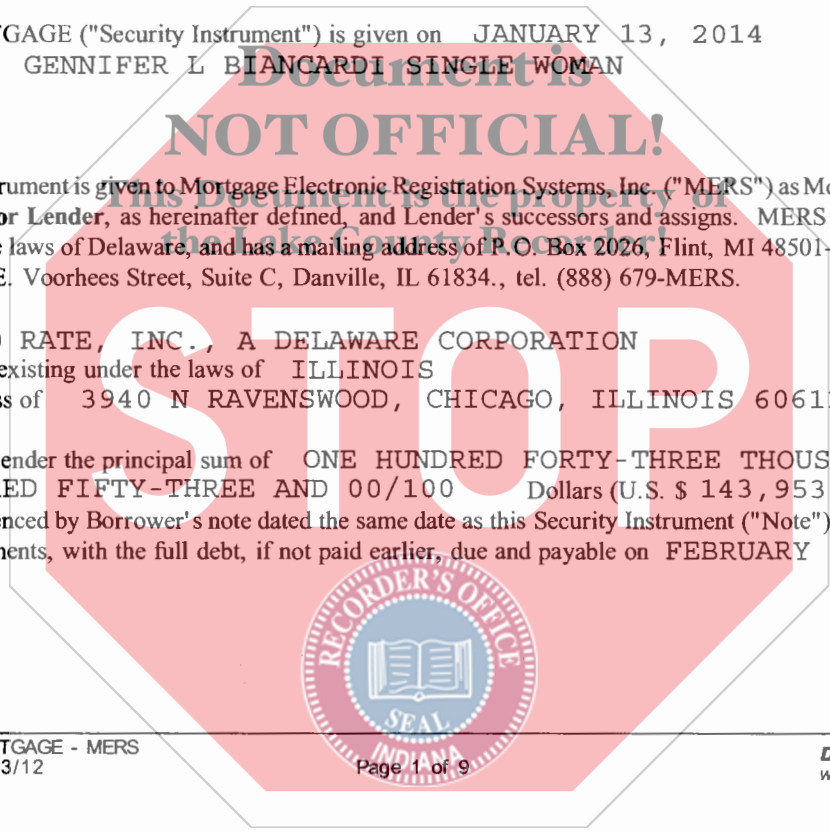 TGAGE ("Security Instrument") is given on JANUARY 13, 2014
GENNIFER L BIANCARDI SINGLE WOMAN
Document is
NOT OFFICIAL!
rument is given to Mortgage Electronic Registration Systems, Inc. ("MERS") as Mo
This Document is the property of
or Lender, as hereinafter defined, and Lender's successors and assigns. MERS
the Lake County Recorder!
e laws of Delaware, and has a mailing address of P.O. Box 2026, Flint, MI 48501-
E. Voorhees Street, Suite C, Danville, IL 61834., tel. (888) 679-MERS.
STOP
D RATE, INC., A DELAWARE CORPORATION
existing under the laws of ILLINOIS
ss of 3940 N RAVENSWOOD, CHICAGO, ILLINOIS 6061
ender the principal sum of ONE HUNDRED FORTY-THREE THOUS
RED FIFTY-THREE AND 00/100 Dollars (U.S. $ 143,953
enced by Borrower's note dated the same date as this Security Instrument ("Note")
ents, with the full debt, if not paid earlier, due and payable on FEBRUARY
RECORDER'S OFFICE
SEAL
INDIANA
TGAGE - MERS
3/12
Page 1 of 9